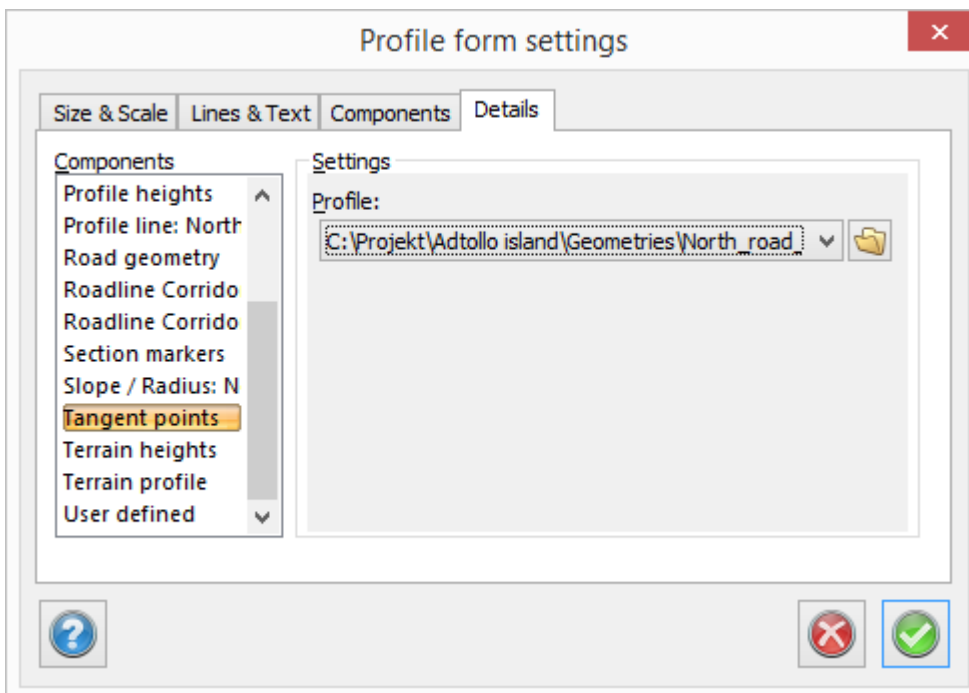 Profile form settings
Size & Scale
Lines & Text
Components
Details
Components
Profile heights
Profile line: North
Road geometry
Roadline Corrido
Roadline Corrido
Section markers
Slope / Radius: N
Tangent points
Terrain heights
Terrain profile
User defined
Settings
Profile:
C:\Projekt\Adtollo island\Geometries\North_road_